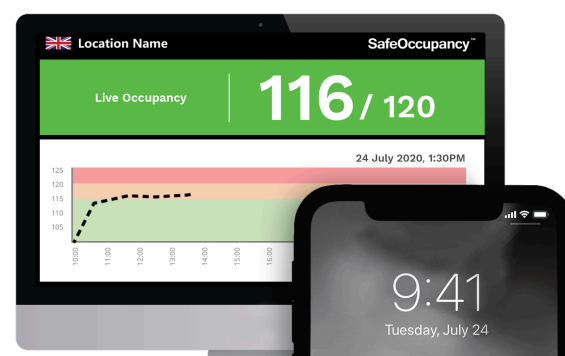 Location Name
SafeOccupancy™
Live Occupancy
116 / 120
24 July 2020, 1:30PM
125
120
115
110
105
10:00
11:00
12:00
13:00
14:00
15:00
16:00
9:41
Tuesday, July 24